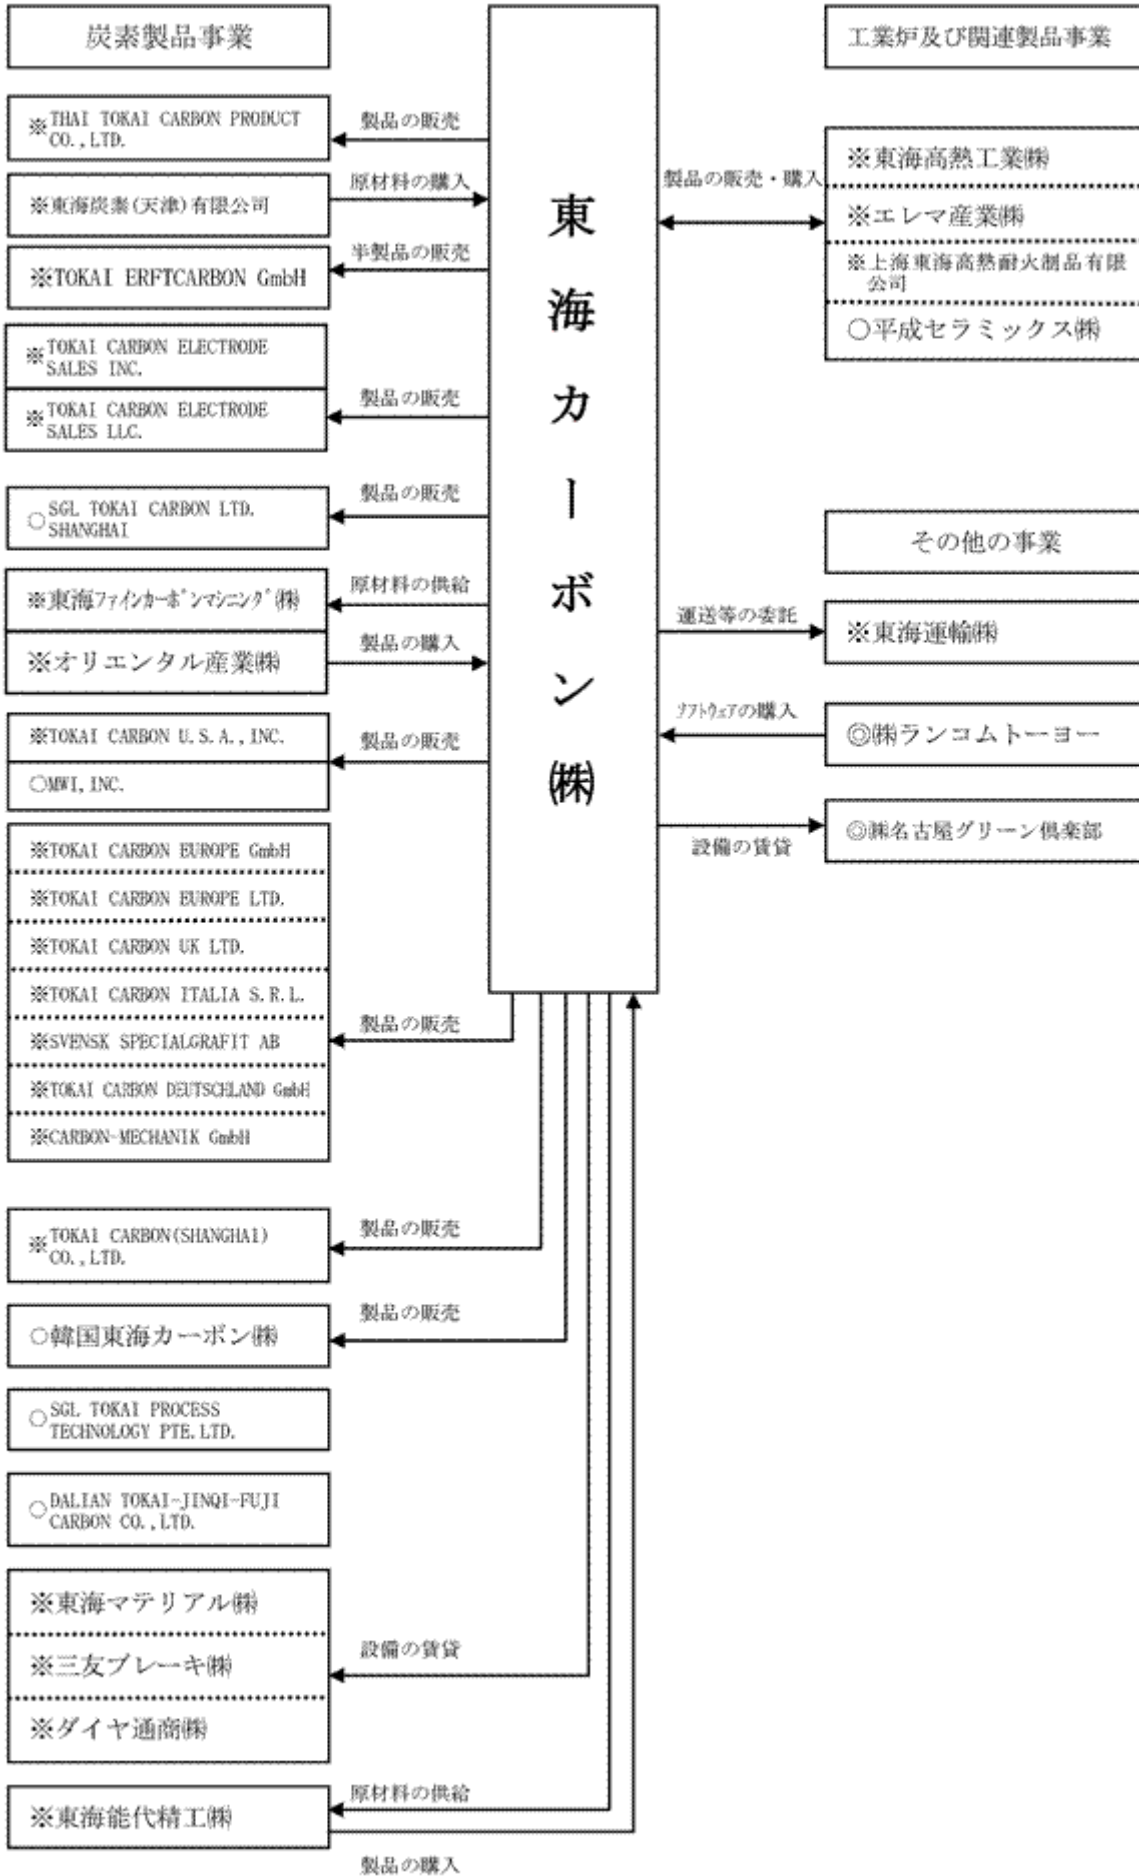 炭素製品事業
※THAI TOKAI CARBON PRODUCT
CO.,LTD.
製品の販売
※東海炭素(天津)有限公司
原材料の購入
※TOKAI ERFTCARBON GmbH
半製品の販売
※TOKAI CARBON ELECTRODE
SALES INC.
※TOKAI CARBON ELECTRODE
SALES LLC.
製品の販売
○SGL TOKAI CARBON LTD.
SHANGHAI
製品の販売
※東海ファインカーボンマシニング㈱
原材料の供給
※オリエンタル産業㈱
製品の購入
※TOKAI CARBON U.S.A.,INC.
○MWI,INC.
製品の販売
※TOKAI CARBON EUROPE GmbH
※TOKAI CARBON EUROPE LTD.
※TOKAI CARBON UK LTD.
※TOKAI CARBON ITALIA S.R.L.
※SVENSK SPECIALGRAFIT AB
※TOKAI CARBON DEUTSCHLAND GmbH
※CARBON-MECHANIK GmbH
製品の販売
※TOKAI CARBON(SHANGHAI)
CO.,LTD.
製品の販売
○韓国東海カーボン㈱
製品の販売
○SGL TOKAI PROCESS
TECHNOLOGY PTE.LTD.
○DALIAN TOKAI-JINQI-FUJI
CARBON CO.,LTD.
※東海マテリアル㈱
※三友ブレーキ㈱
※ダイヤ通商㈱
設備の賃貸
※東海能代精工㈱
原材料の供給
製品の購入
東海カーボン㈱
工業炉及び関連製品事業
製品の販売・購入
※東海高熱工業㈱
※エレマ産業㈱
※上海東海高熱耐火制品有限
公司
○平成セラミックス㈱
その他の事業
運送等の委託
※東海運輸㈱
ソフトウェアの購入
◎㈱ランコムトーヨー
設備の賃貸
◎㈱名古屋グリーン倶楽部